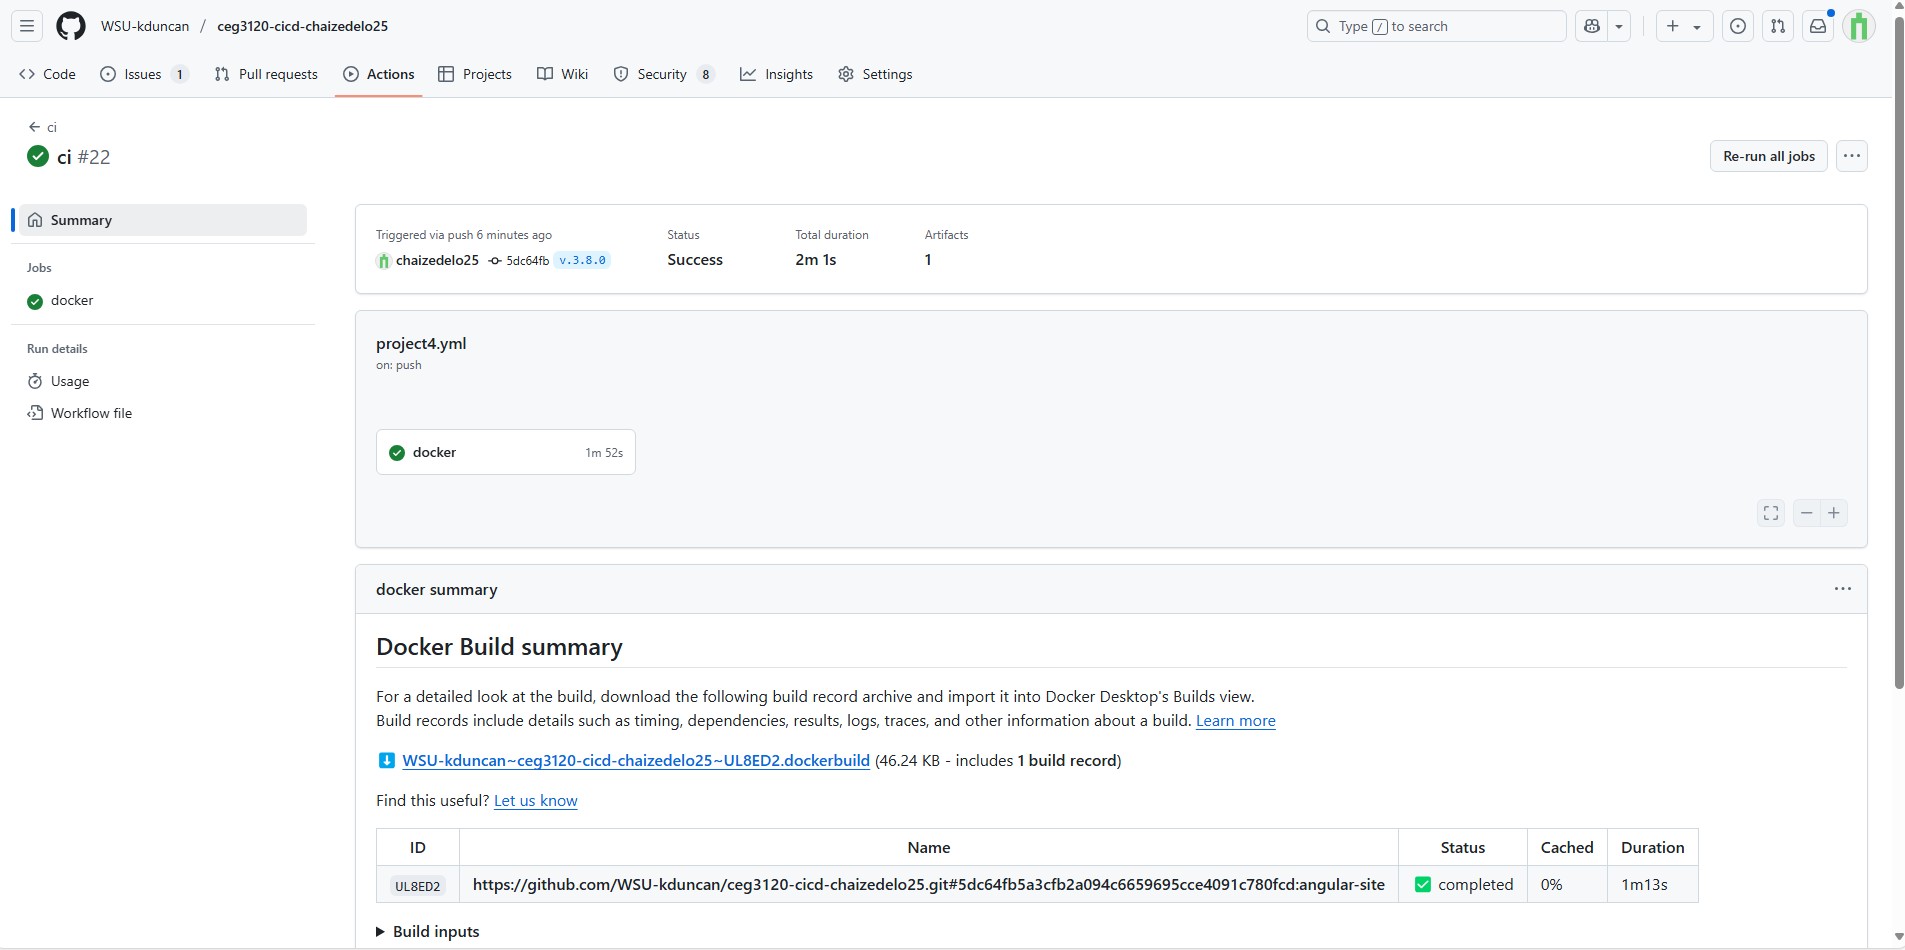 WSU-kduncan / ceg3120-cicd-chaizedelo25
Type / to search
Code
Issues 1
Pull requests
Actions
Projects
Wiki
Security 8
Insights
Settings
ci
ci #22
Re-run all jobs
Summary
Jobs
docker
Run details
Usage
Workflow file
Triggered via push 6 minutes ago
chaizedelo25 5dc64fb v.3.8.0
Status
Success
Total duration
2m 1s
Artifacts
1
project4.yml
on: push
docker 1m 52s
docker summary
Docker Build summary
For a detailed look at the build, download the following build record archive and import it into Docker Desktop's Builds view.
Build records include details such as timing, dependencies, results, logs, traces, and other information about a build. Learn more
WSU-kduncan~ceg3120-cicd-chaizedelo25~UL8ED2.dockerbuild (46.24 KB - includes 1 build record)
Find this useful? Let us know
ID Name Status Cached Duration
UL8ED2 https://github.com/WSU-kduncan/ceg3120-cicd-chaizedelo25.git#5dc64fb5a3cfb2a094c6659695cce4091c780fcd:angular-site completed 0% 1m13s
Build inputs